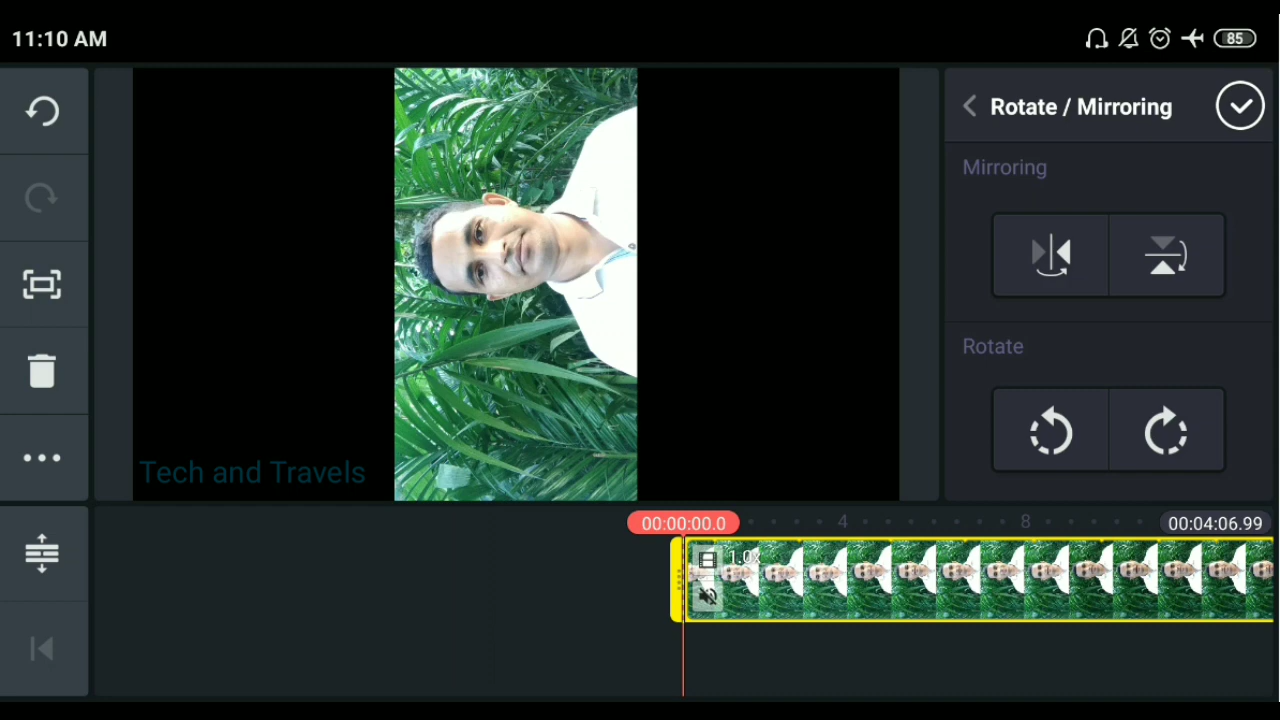 11:10 AM
85
Rotate / Mirroring
Mirroring
Rotate
Tech and Travels
00:00:00.0
4
8
00:04:06.99
1.0x